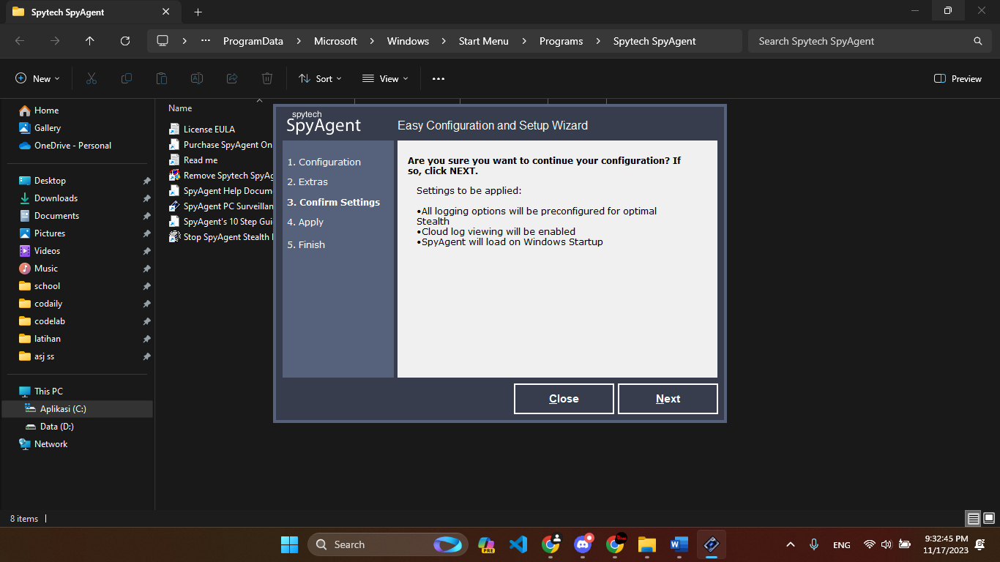 Spytech SpyAgent
ProgramData
Microsoft
Windows
Start Menu
Programs
Spytech SpyAgent
Search Spytech SpyAgent
New
Sort
View
Preview
Home
Gallery
OneDrive - Personal
Desktop
Downloads
Documents
Pictures
Videos
Music
school
codaily
codelab
latihan
asj ss
This PC
Aplikasi (C:)
Data (D:)
Network
Name
License EULA
Purchase SpyAgent On
Read me
Remove Spytech SpyAg
SpyAgent Help Docum
SpyAgent PC Surveillan
SpyAgent's 10 Step Gui
Stop SpyAgent Stealth
spytech
SpyAgent
Easy Configuration and Setup Wizard
1. Configuration
2. Extras
3. Confirm Settings
4. Apply
5. Finish
Are you sure you want to continue your configuration? If
so, click NEXT.
Settings to be applied:
•All logging options will be preconfigured for optimal
Stealth
•Cloud log viewing will be enabled
•SpyAgent will load on Windows Startup
Close
Next
8 items
Search
PRE
ENG
9:32:45 PM
11/17/2023